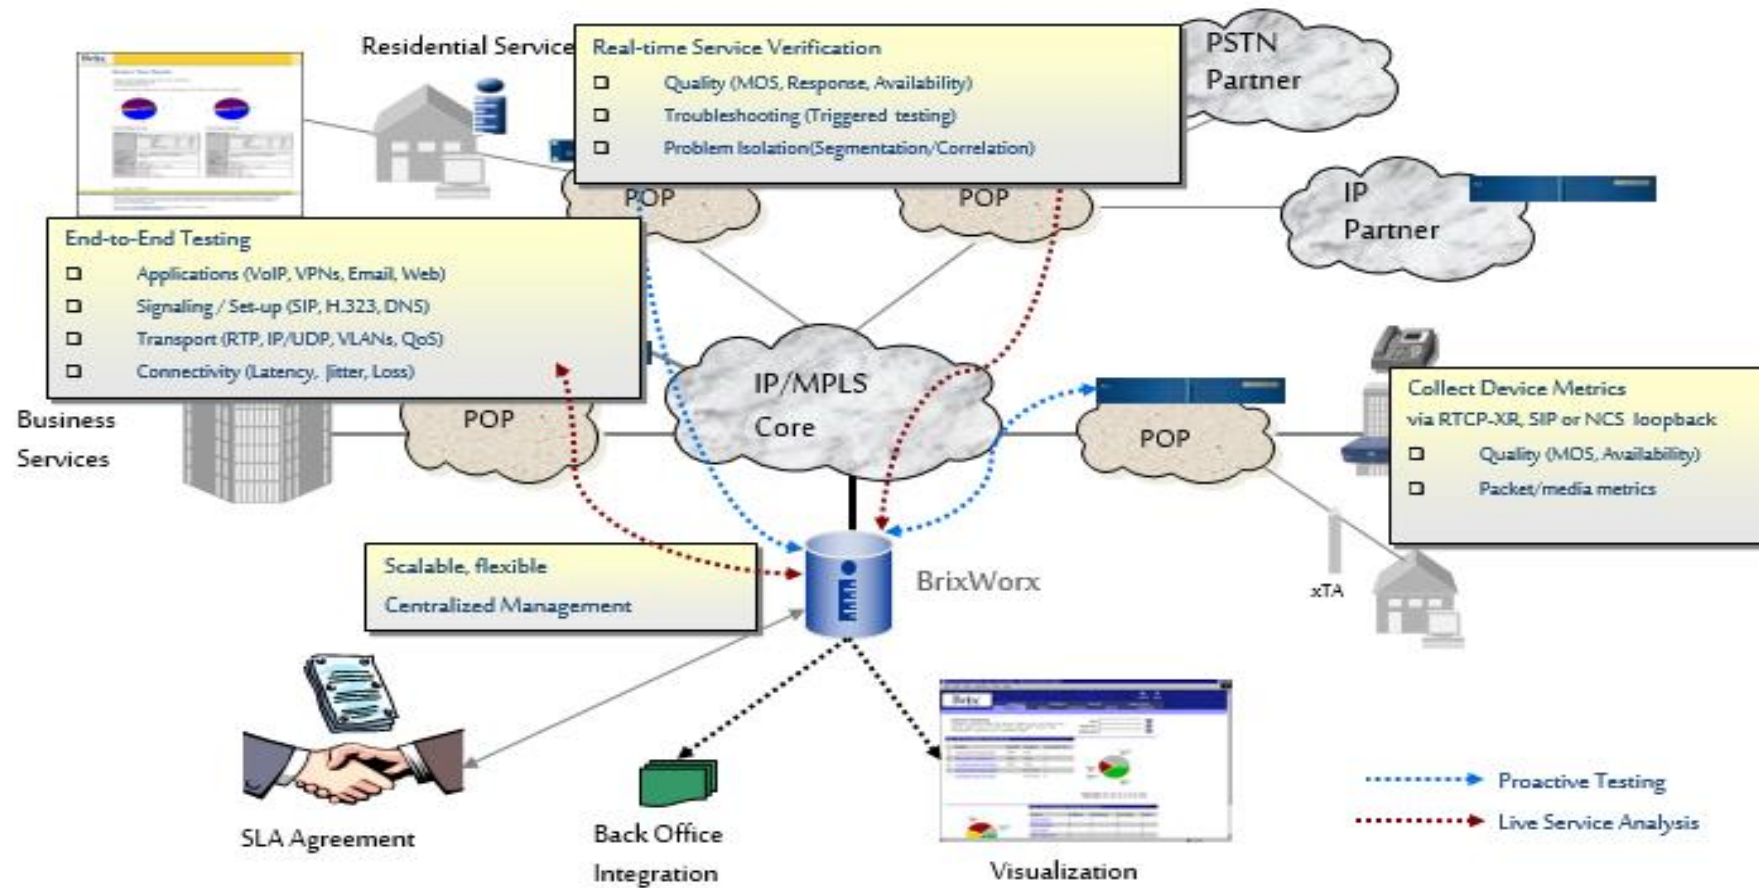 Residential Service
Real-time Service Verification
❑ Quality (MOS, Response, Availability)
❑ Troubleshooting (Triggered testing)
❑ Problem Isolation(Segmentation/Correlation)
PSTN
Partner
POP
POP
IP
Partner
End-to-End Testing
❑ Applications (VoIP, VPNs, Email, Web)
❑ Signaling / Set-up (SIP, H.323, DNS)
❑ Transport (RTP, IP/UDP, VLANs, QoS)
❑ Connectivity (Latency, Jitter, Loss)
IP/MPLS
Core
Business
Services
POP
POP
Collect Device Metrics
via RTCP-XR, SIP or NCS loopback
❑ Quality (MOS, Availability)
❑ Packet/media metrics
Scalable, flexible
Centralized Management
BrixWorx
xTA
Brix
SLA Agreement
Back Office
Integration
Visualization
Proactive Testing
Live Service Analysis